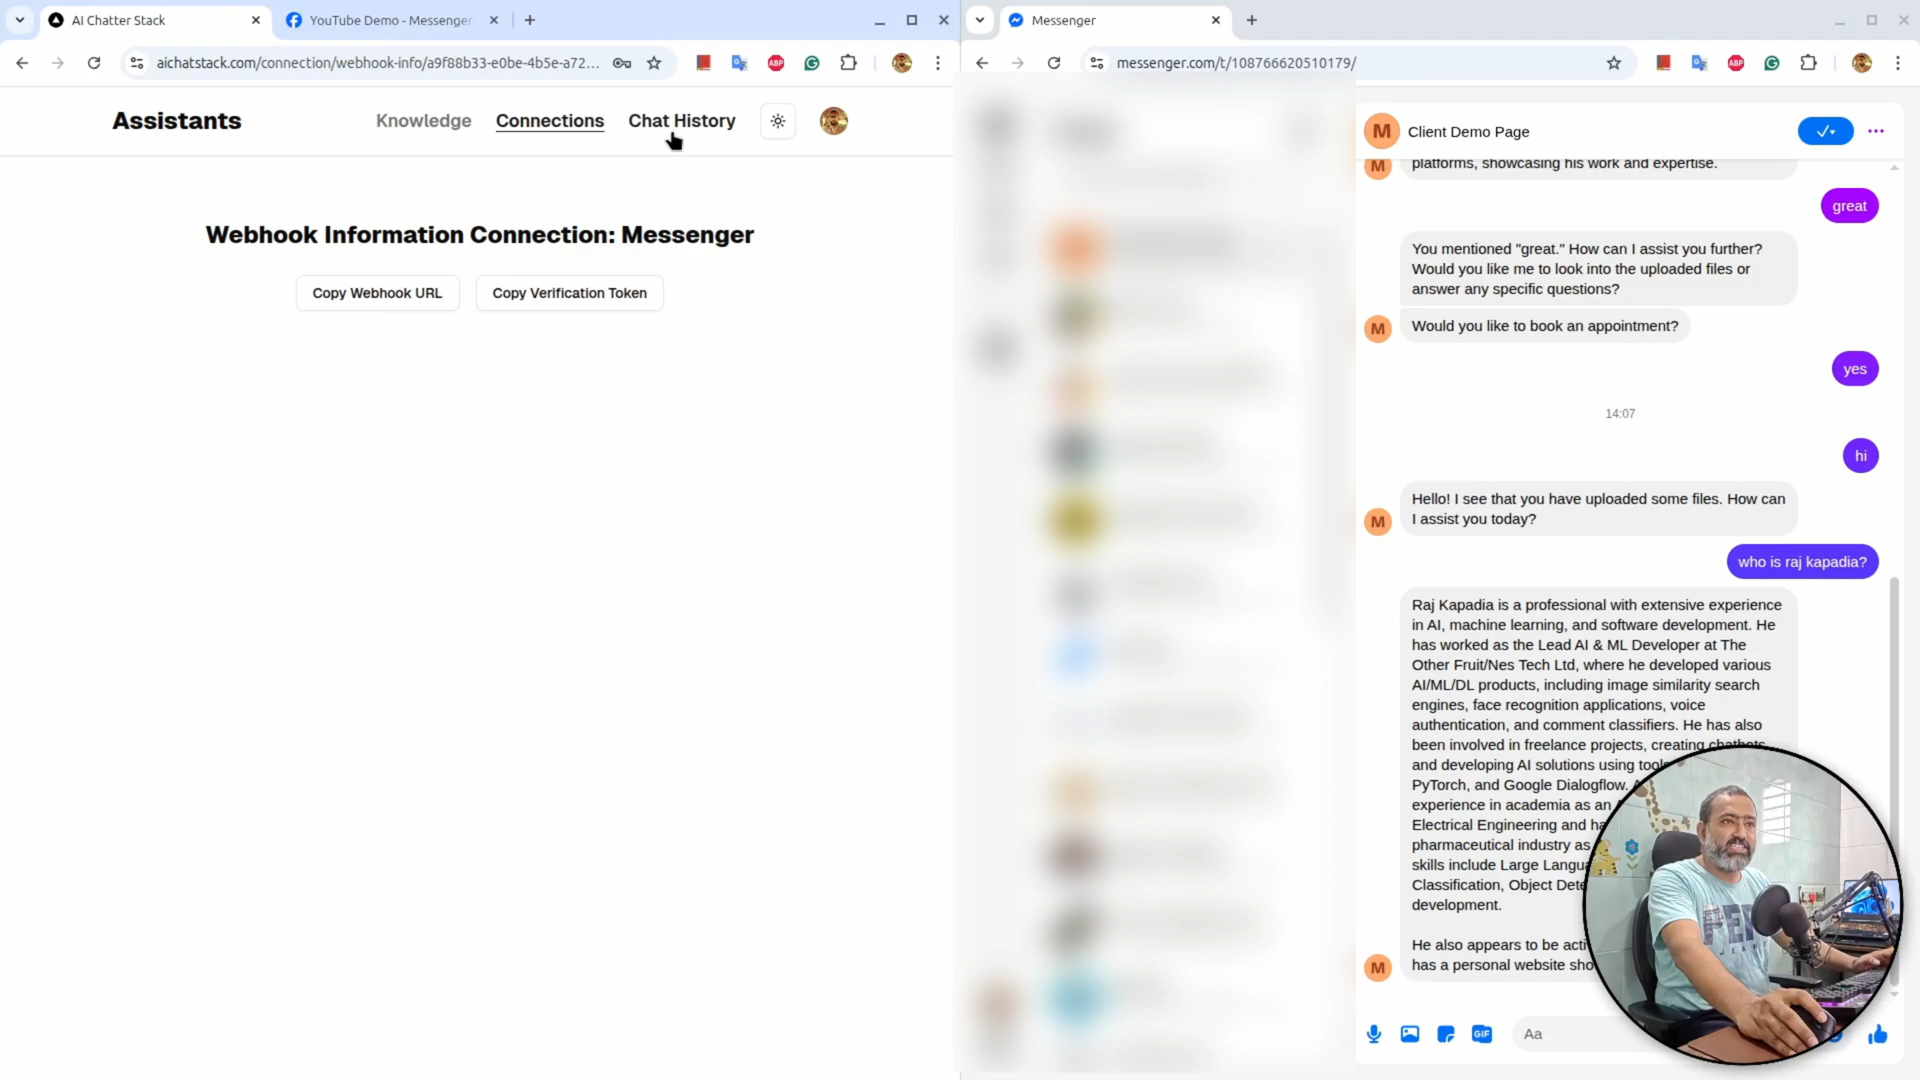 AI Chatter Stack
YouTube Demo - Messenger
aichatstack.com/connection/webhook-info/a9f88b33-e0be-4b5e-a72...
Assistants
Knowledge
Connections
Chat History
Webhook Information Connection: Messenger
Copy Webhook URL
Copy Verification Token
Messenger
messenger.com/t/108766620510179/
M
Client Demo Page
platforms, showcasing his work and expertise.
M
great
You mentioned "great." How can I assist you further?
Would you like me to look into the uploaded files or
answer any specific questions?
M
Would you like to book an appointment?
yes
14:07
hi
Hello! I see that you have uploaded some files. How can
I assist you today?
M
who is raj kapadia?
Raj Kapadia is a professional with extensive experience
in AI, machine learning, and software development. He
has worked as the Lead AI & ML Developer at The
Other Fruit/Nes Tech Ltd, where he developed various
AI/ML/DL products, including image similarity search
engines, face recognition applications, voice
authentication, and comment classifiers. He has also
been involved in freelance projects, creating chatbots
and developing AI solutions using
PyTorch, and Google Dialogflow.
experience in academia as an
Electrical Engineering and
pharmaceutical industry as
skills include Large
Classification, Object
development.
He also appears to be
has a personal website
M
GIF
Aa
ABP
ABP